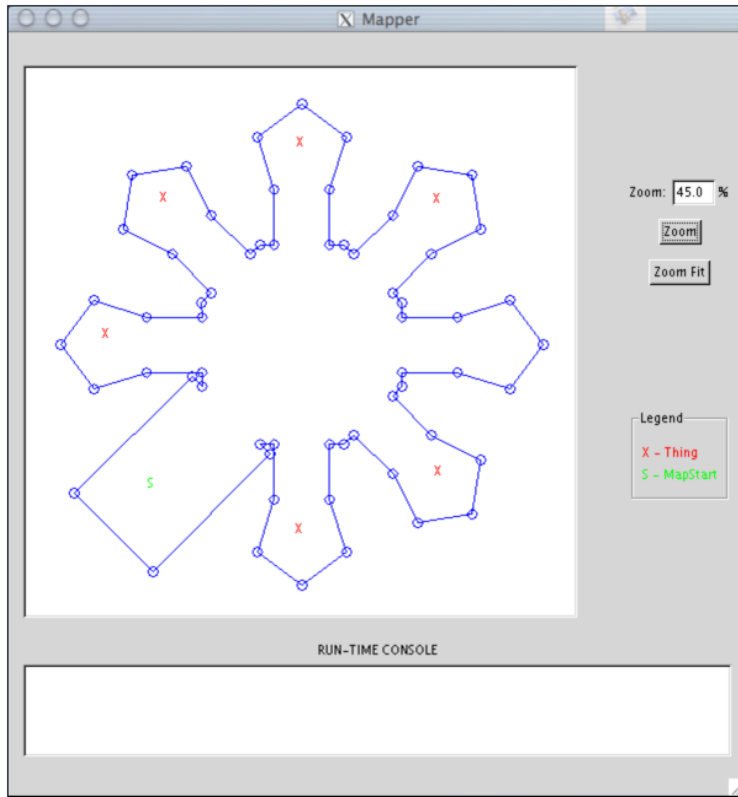 X Mapper
X
X
X
Zoom: 45.0 %
Zoom
Zoom Fit
X
Legend
X - Thing
S - MapStart
X
S
X
RUN-TIME CONSOLE